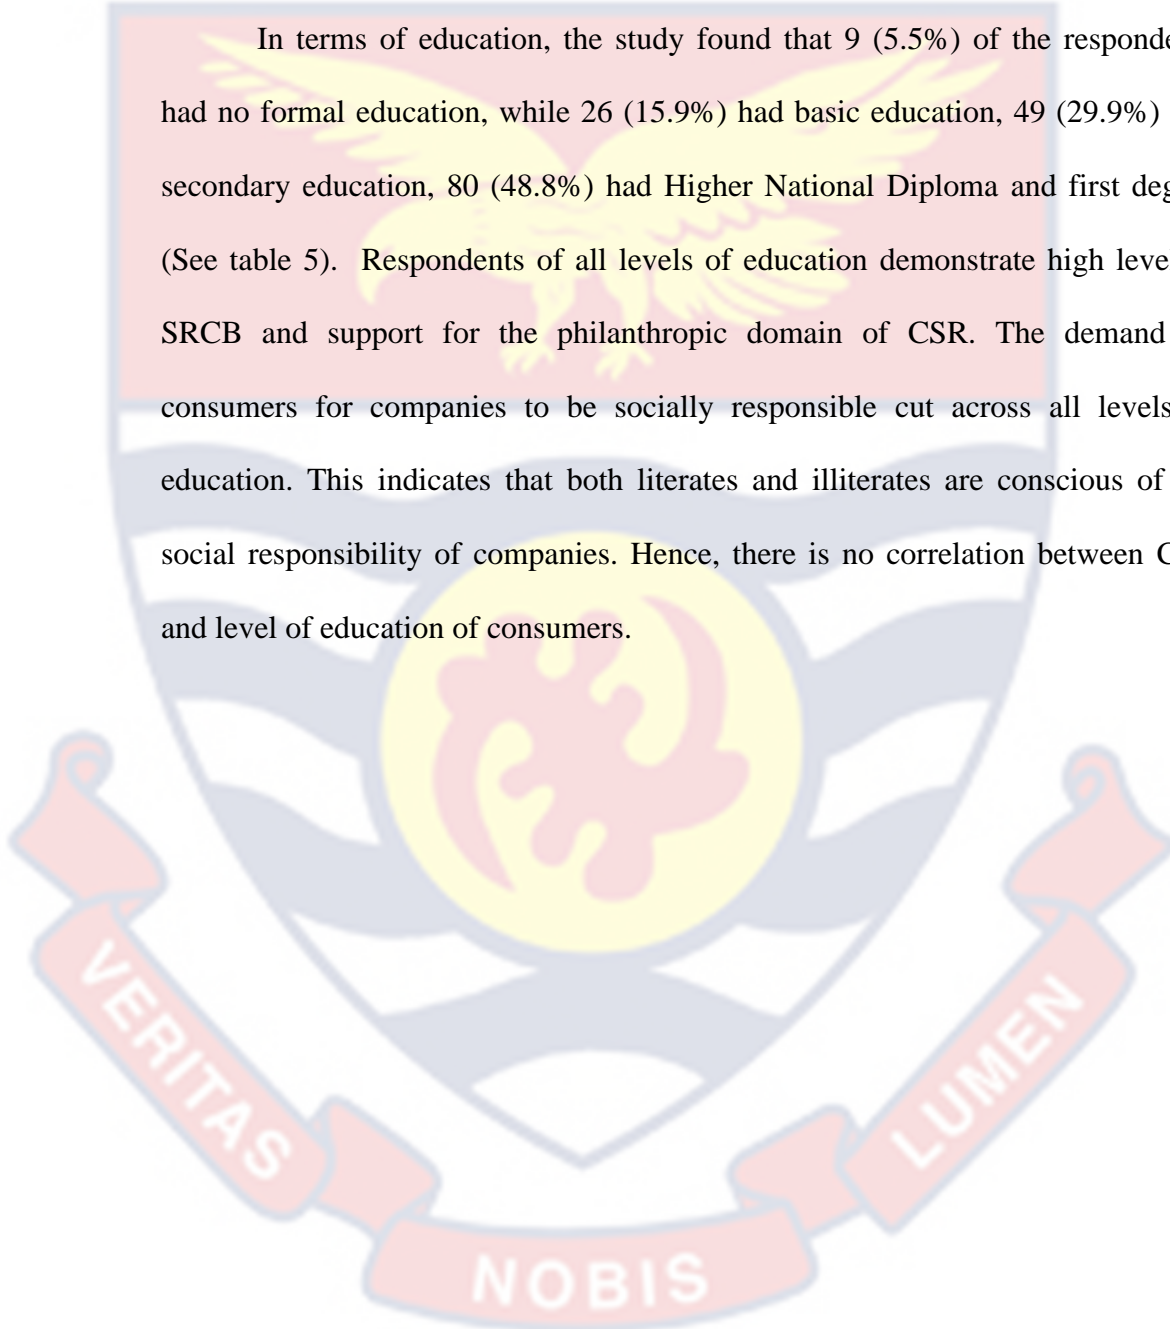 In terms of education, the study found that 9 (5.5%) of the responde
had no formal education, while 26 (15.9%) had basic education, 49 (29.9%)
secondary education, 80 (48.8%) had Higher National Diploma and first deg
(See table 5). Respondents of all levels of education demonstrate high leve
SRCB and support for the philanthropic domain of CSR. The demand
consumers for companies to be socially responsible cut across all levels
education. This indicates that both literates and illiterates are conscious of
social responsibility of companies. Hence, there is no correlation between C
and level of education of consumers.
VERITAS
NOBIS
LUMEN